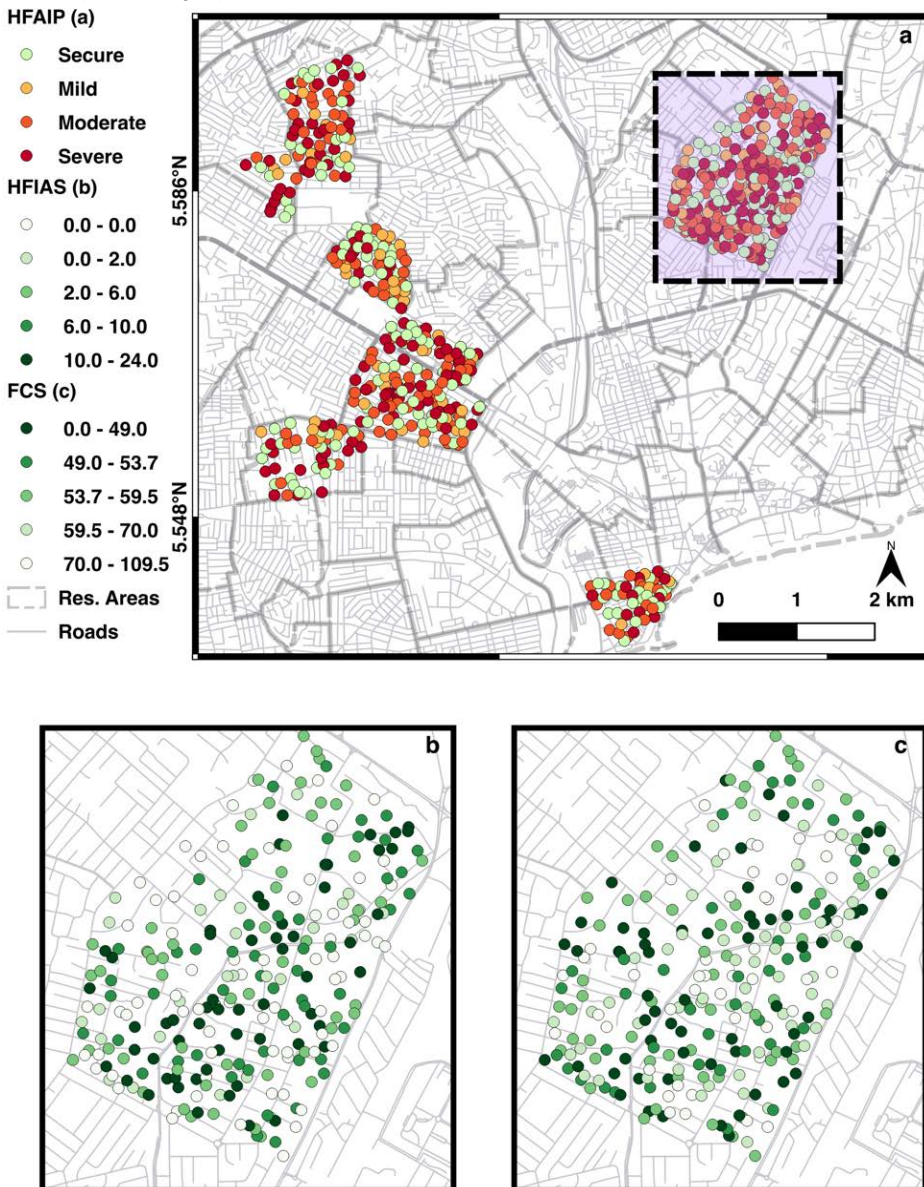 HFAIP (a)
Secure
Mild
Moderate
Severe
HFIAS (b)
0.0 - 0.0
0.0 - 2.0
2.0 - 6.0
6.0 - 10.0
10.0 - 24.0
FCS (c)
0.0 - 49.0
49.0 - 53.7
53.7 - 59.5
59.5 - 70.0
70.0 - 109.5
Res. Areas
Roads
a
5.586°N
5.548°N
N
0 1 2 km
b
c